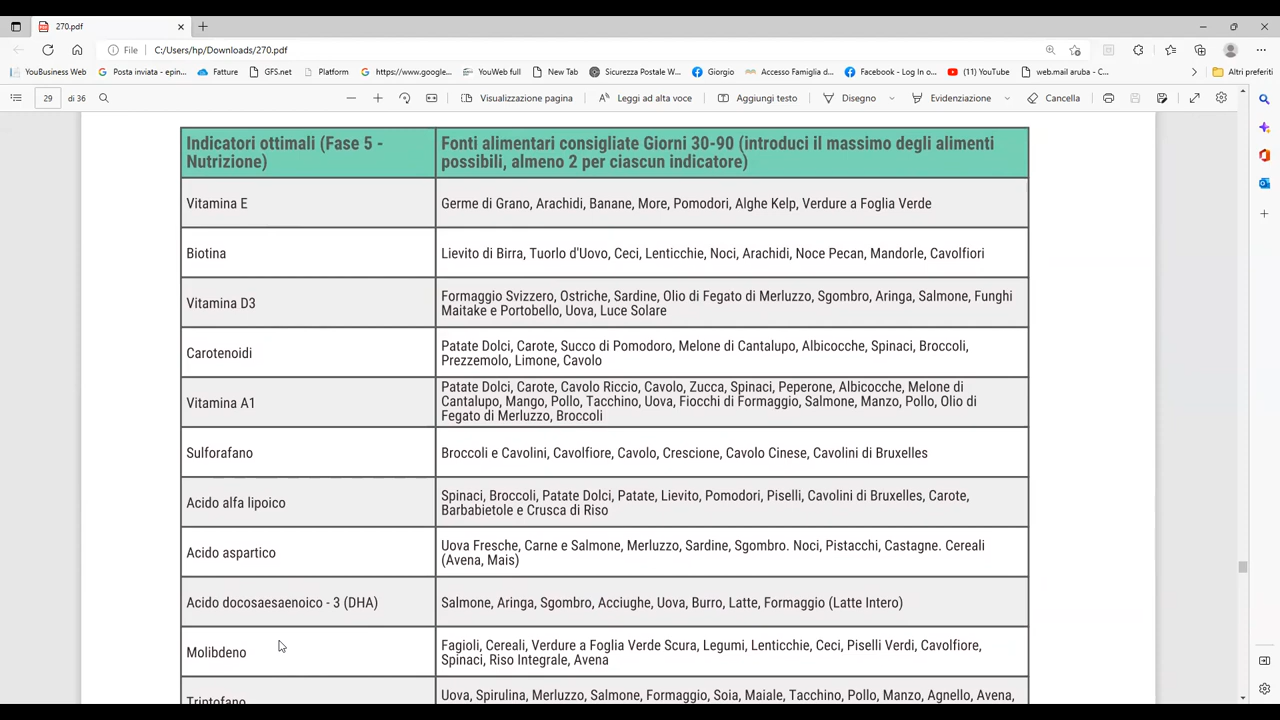 270.pdf
File
C:/Users/hp/Downloads/270.pdf
YouBusiness Web
Posta inviata - epin...
Fatture
GFS.net
Platform
https://www.google...
YouWeb full
New Tab
Sicurezza Postale W...
Giorgio
Accesso Famiglia d...
Facebook - Log In o...
(11) YouTube
web.mail aruba - C...
Altri preferiti
29 di 36
Visualizzazione pagina
Leggi ad alta voce
Aggiungi testo
Disegno
Evidenziazione
Cancella
Indicatori ottimali (Fase 5 -
Nutrizione)
Fonti alimentari consigliate Giorni 30-90 (introduci il massimo degli alimenti
possibili, almeno 2 per ciascun indicatore)
Vitamina E
Germe di Grano, Arachidi, Banane, More, Pomodori, Alghe Kelp, Verdure a Foglia Verde
Biotina
Lievito di Birra, Tuorlo d'Uovo, Ceci, Lenticchie, Noci, Arachidi, Noce Pecan, Mandorle, Cavolfiori
Vitamina D3
Formaggio Svizzero, Ostriche, Sardine, Olio di Fegato di Merluzzo, Sgombro, Aringa, Salmone, Funghi
Maitake e Portobello, Uova, Luce Solare
Carotenoidi
Patate Dolci, Carote, Succo di Pomodoro, Melone di Cantalupo, Albicocche, Spinaci, Broccoli,
Prezzemolo, Limone, Cavolo
Vitamina A1
Patate Dolci, Carote, Cavolo Riccio, Cavolo, Zucca, Spinaci, Peperone, Albicocche, Melone di
Cantalupo, Mango, Pollo, Tacchino, Uova, Fiocchi di Formaggio, Salmone, Manzo, Pollo, Olio di
Fegato di Merluzzo, Broccoli
Sulforafano
Broccoli e Cavolini, Cavolfiore, Cavolo, Crescione, Cavolo Cinese, Cavolini di Bruxelles
Acido alfa lipoico
Spinaci, Broccoli, Patate Dolci, Patate, Lievito, Pomodori, Piselli, Cavolini di Bruxelles, Carote,
Barbabietole e Crusca di Riso
Acido aspartico
Uova Fresche, Carne e Salmone, Merluzzo, Sardine, Sgombro. Noci, Pistacchi, Castagne. Cereali
(Avena, Mais)
Acido docosaesaenoico - 3 (DHA)
Salmone, Aringa, Sgombro, Acciughe, Uova, Burro, Latte, Formaggio (Latte Intero)
Molibdeno
Fagioli, Cereali, Verdure a Foglia Verde Scura, Legumi, Lenticchie, Ceci, Piselli Verdi, Cavolfiore,
Spinaci, Riso Integrale, Avena
Triptofano
Uova, Spirulina, Merluzzo, Salmone, Formaggio, Soia, Maiale, Tacchino, Pollo, Manzo, Agnello, Avena,